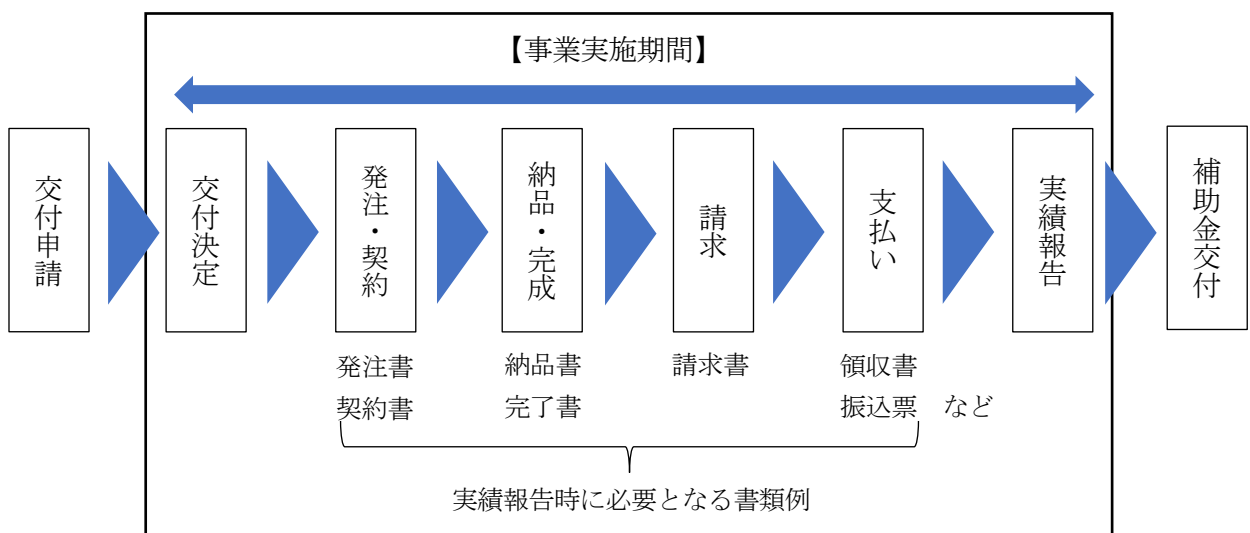 【事業実施期間】
交付申請
交付決定
発注・契約
納品・完成
請求
支払い
実績報告
補助金交付
発注書
契約書
納品書
完了書
請求書
領収書
振込票 など
実績報告時に必要となる書類例